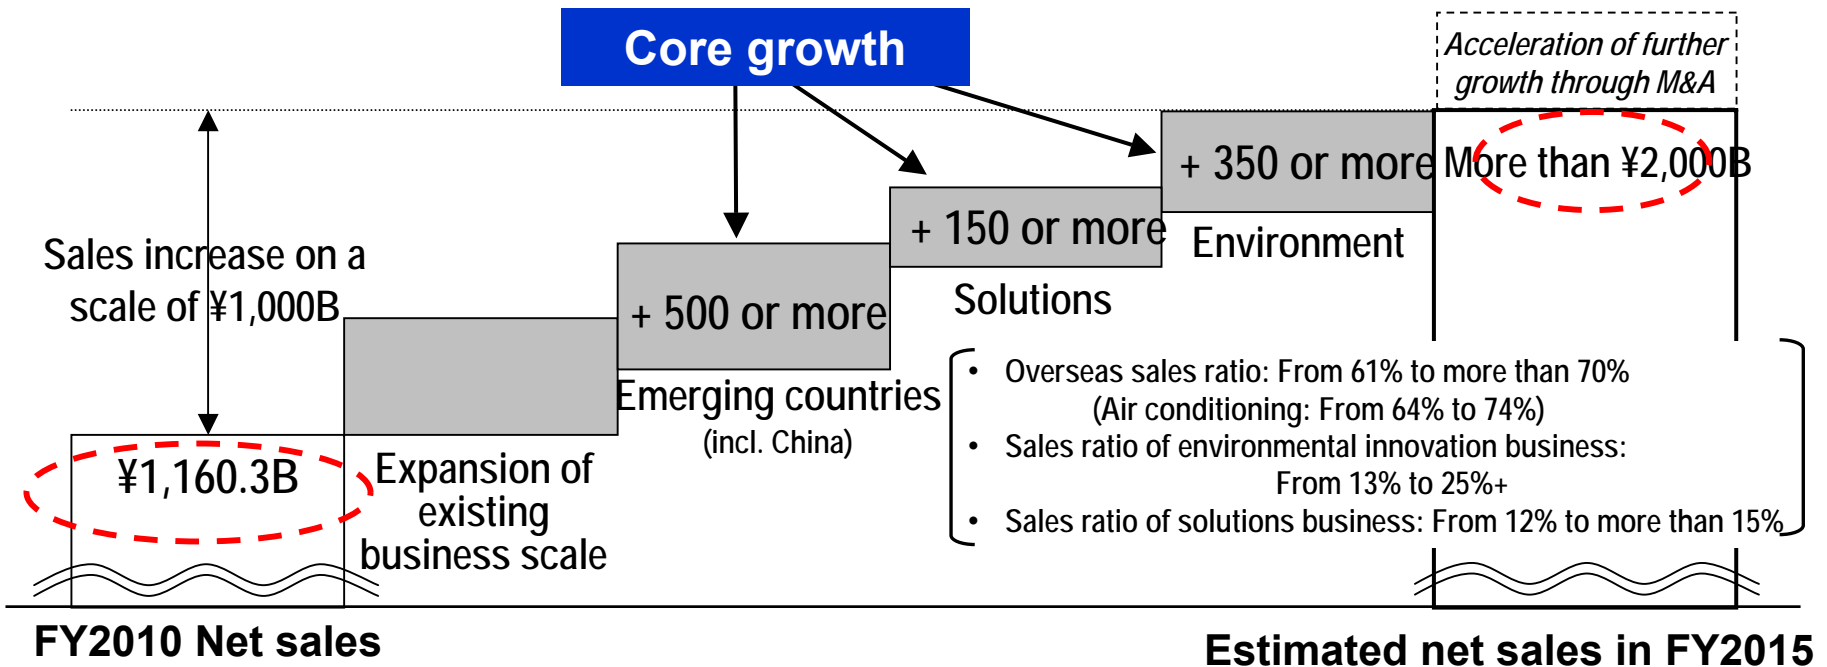 Core growth
Acceleration of further
growth through M&A
+ 350 or more
More than ¥2,000B
+ 150 or more
Environment
Sales increase on a
scale of ¥1,000B
+ 500 or more
Solutions
Emerging countries
(incl. China)
• Overseas sales ratio: From 61% to more than 70%
(Air conditioning: From 64% to 74%)
• Sales ratio of environmental innovation business:
From 13% to 25%+
• Sales ratio of solutions business: From 12% to more than 15%
¥1,160.3B
Expansion of
existing
business scale
FY2010 Net sales
Estimated net sales in FY2015